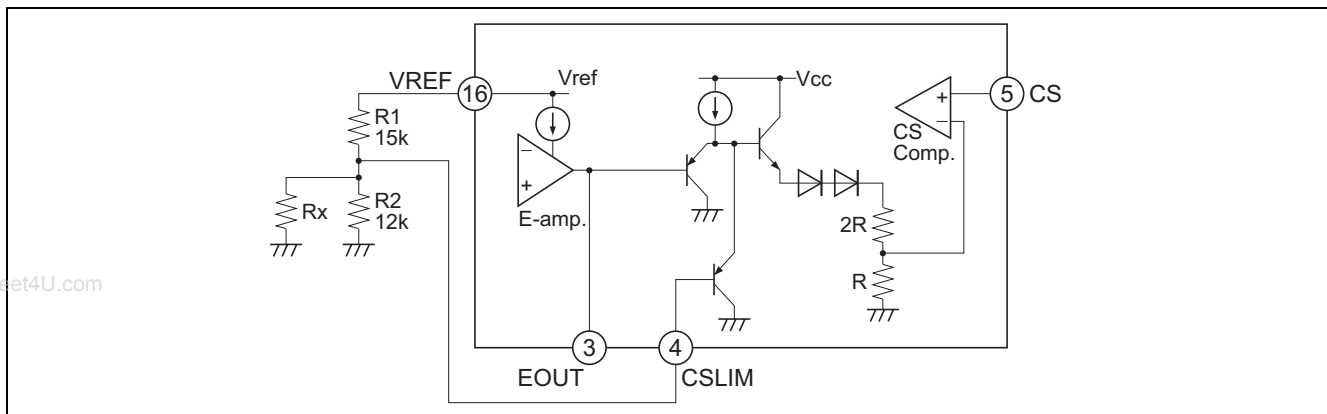 VREF
16
Vref
Vcc
5
CS
R1
15k
CS
Comp.
E-amp.
Rx
R2
12k
2R
R
eet4U.com
3
4
EOUT
CSLIM